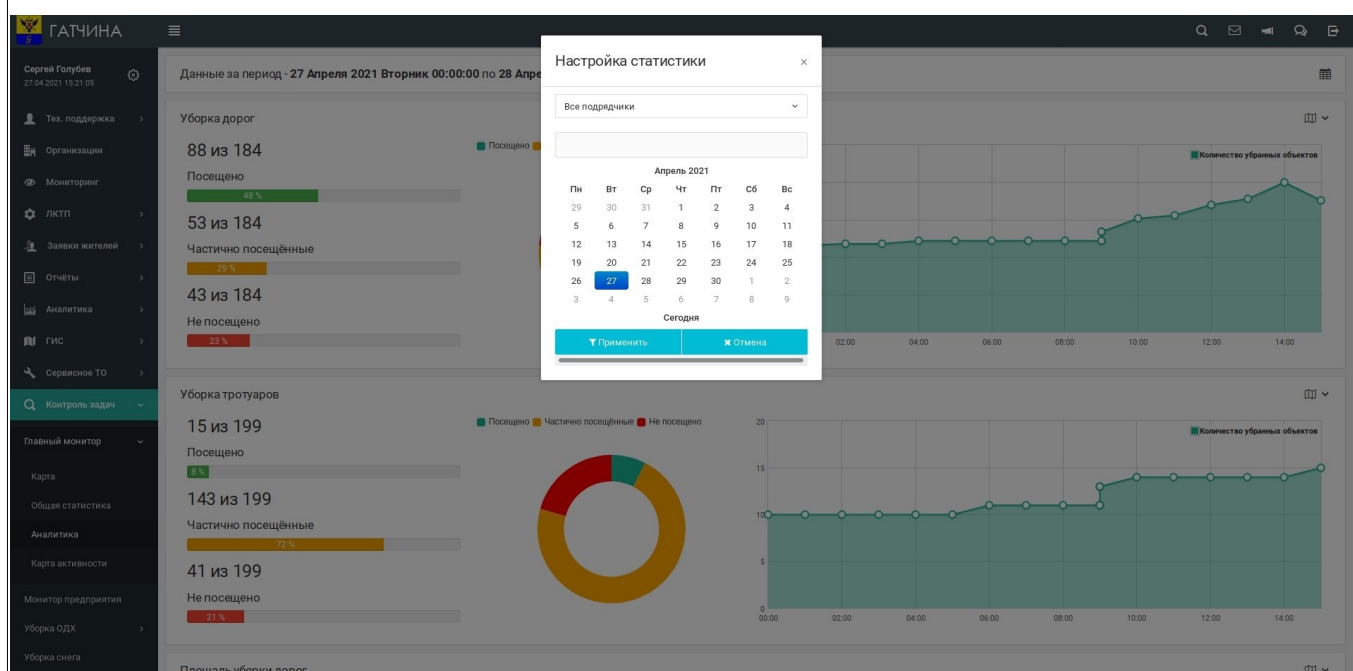 ГАТЧИНА
Сергей Голубев
27.04.2021 15:21:05
Тех. поддержка
Организации
Мониторинг
ЛКТП
Заявки жителей
Отчёты
Аналитика
ГИС
Сервисное ТО
Контроль задач
Главный монитор
Карта
Общая статистика
Аналитика
Карта активности
Монитор предприятия
Уборка ОДХ
Уборка снега
Данные за период - 27 Апреля 2021 Вторник 00:00:00 по 28 Апре
Настройка статистики ×
Все подрядчики
Апрель 2021
Пн Вт Ср Чт Пт Сб Вс
29 30 31 1 2 3 4
5 6 7 8 9 10 11
12 13 14 15 16 17 18
19 20 21 22 23 24 25
26 27 28 29 30 1 2
3 4 5 6 7 8 9
Сегодня
Применить Отмена
Уборка дорог
88 из 184
Посещено
48 %
53 из 184
Частично посещённые
29 %
43 из 184
Не посещено
23 %
Посещено
Количество убранных объектов
02:00 04:00 06:00 08:00 10:00 12:00 14:00
Уборка тротуаров
15 из 199
Посещено
8 %
143 из 199
Частично посещённые
72 %
41 из 199
Не посещено
21 %
Посещено Частично посещённые Не посещено
Количество убранных объектов
20
15
10
5
0
00:00 02:00 04:00 06:00 08:00 10:00 12:00 14:00
Площадь уборки дорог